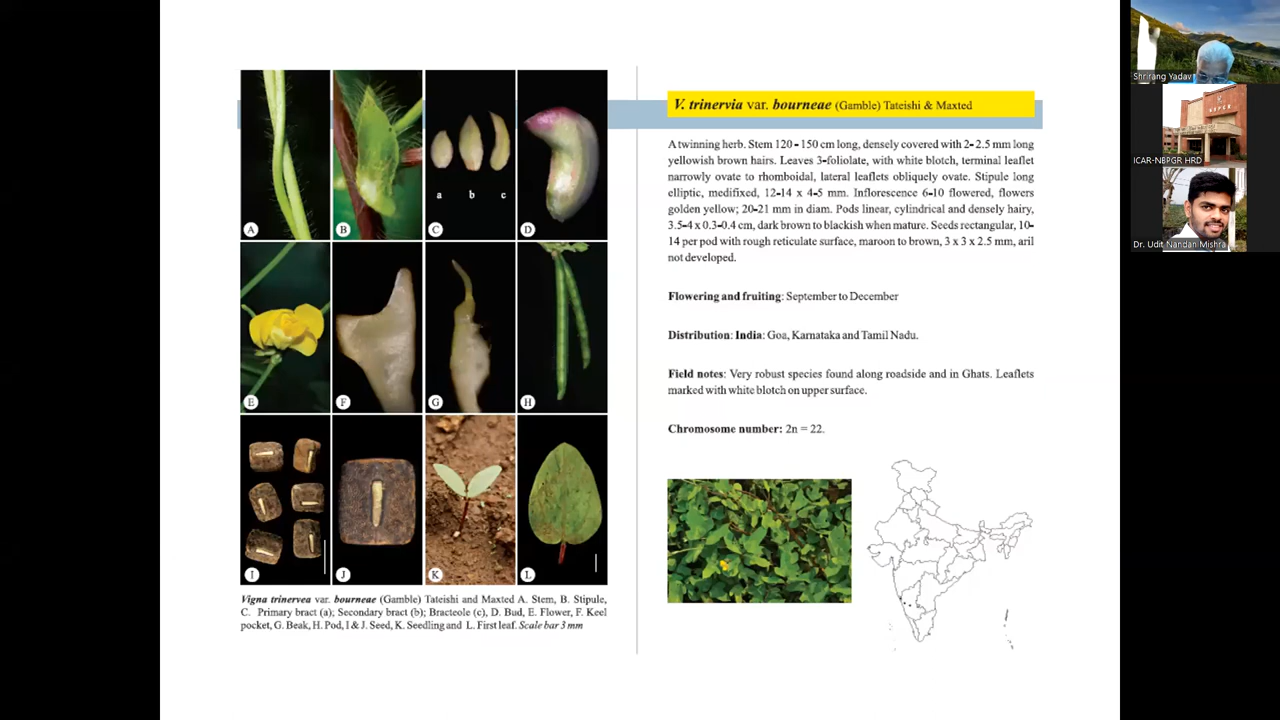 A
B
C
D
a
b
c
E
F
G
H
I
J
K
L
Vigna trinervea var. bourneae (Gamble) Tateishi and Maxted A. Stem, B. Stipule,
C. Primary bract (a); Secondary bract (b); Bracteole (c), D. Bud, E. Flower, F. Keel
pocket, G. Beak, H. Pod, I & J. Seed, K. Seedling and L. First leaf. Scale bar 3 mm
V. trinervia var. bourneae (Gamble) Tateishi & Maxted
A twinning herb. Stem 120-150 cm long, densely covered with 2-2.5 mm long
yellowish brown hairs. Leaves 3-foliolate, with white blotch, terminal leaflet
narrowly ovate to rhomboidal, lateral leaflets obliquely ovate. Stipule long
elliptic, medifixed, 12-14 x 4-5 mm. Inflorescence 6-10 flowered, flowers
golden yellow; 20-21 mm in diam. Pods linear, cylindrical and densely hairy,
3.5-4 x 0.3-0.4 cm, dark brown to blackish when mature. Seeds rectangular, 10-
14 per pod with rough reticulate surface, maroon to brown, 3 x 3 x 2.5 mm, aril
not developed.
Flowering and fruiting: September to December
Distribution: India: Goa, Karnataka and Tamil Nadu.
Field notes: Very robust species found along roadside and in Ghats. Leaflets
marked with white blotch on upper surface.
Chromosome number: 2n = 22.
Shrirang Yadav
ICAR-NBPGR HRD
Dr. Udit Nandan Mishra